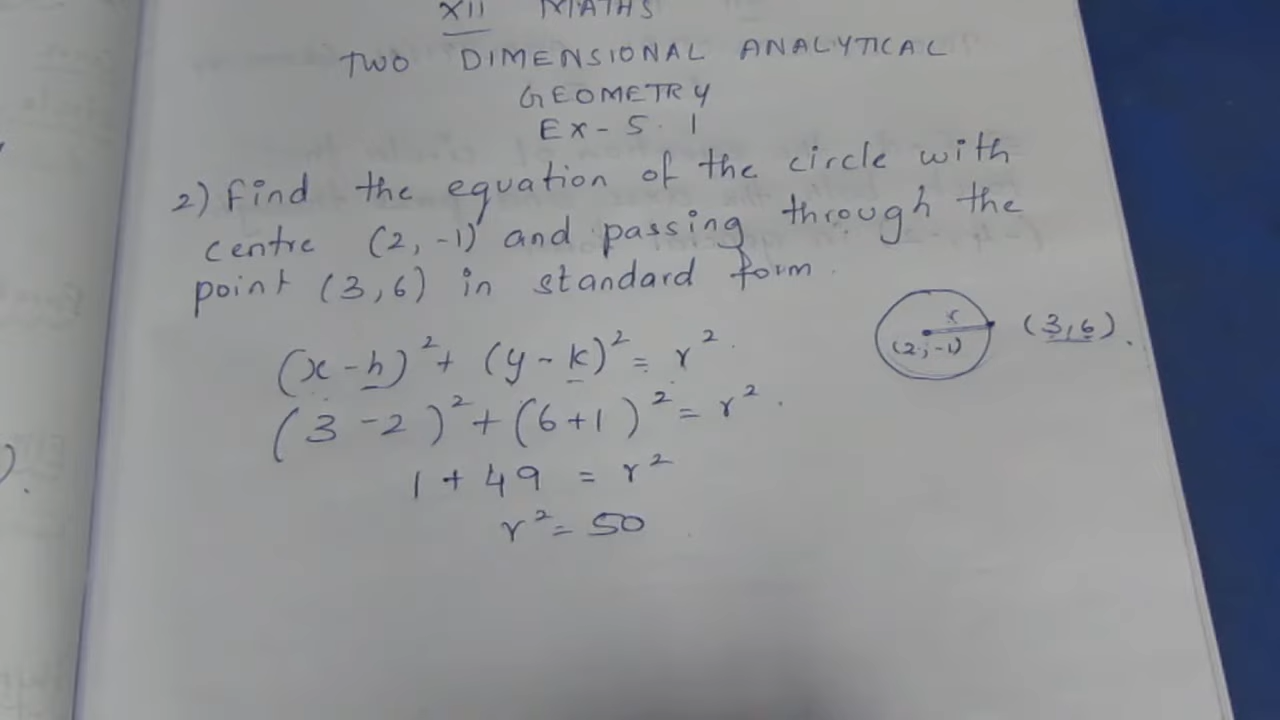 XII MATHS
TWO DIMENSIONAL ANALYTICAL
GEOMETRY
EX - 5.1
2) Find the equation of the circle with
centre (2, -1) and passing through the
point (3,6) in standard form.
(x - h)² + (y - k)² = r².
(3 - 2)² + (6+1)² = r².
1 + 49 = r²
r² = 50
r
(2, -1)
(3,6).